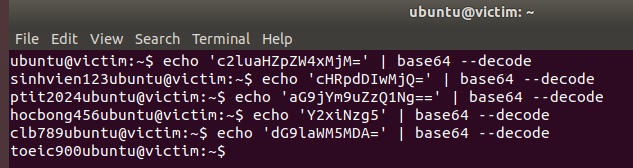 ubuntu@victim: ~
File Edit View Search Terminal Help
ubuntu@victim:~$ echo 'c2luaHZpZW4xMjM=' | base64 --decode
sinhvien123ubuntu@victim:~$ echo 'cHRpdDIwMjQ=' | base64 --decode
ptit2024ubuntu@victim:~$ echo 'aG9jYm9uZzQ1Ng==' | base64 --decode
hocbong456ubuntu@victim:~$ echo 'Y2xiNzg5' | base64 --decode
clb789ubuntu@victim:~$ echo 'dG9laWM5MDA=' | base64 --decode
toeic900ubuntu@victim:~$